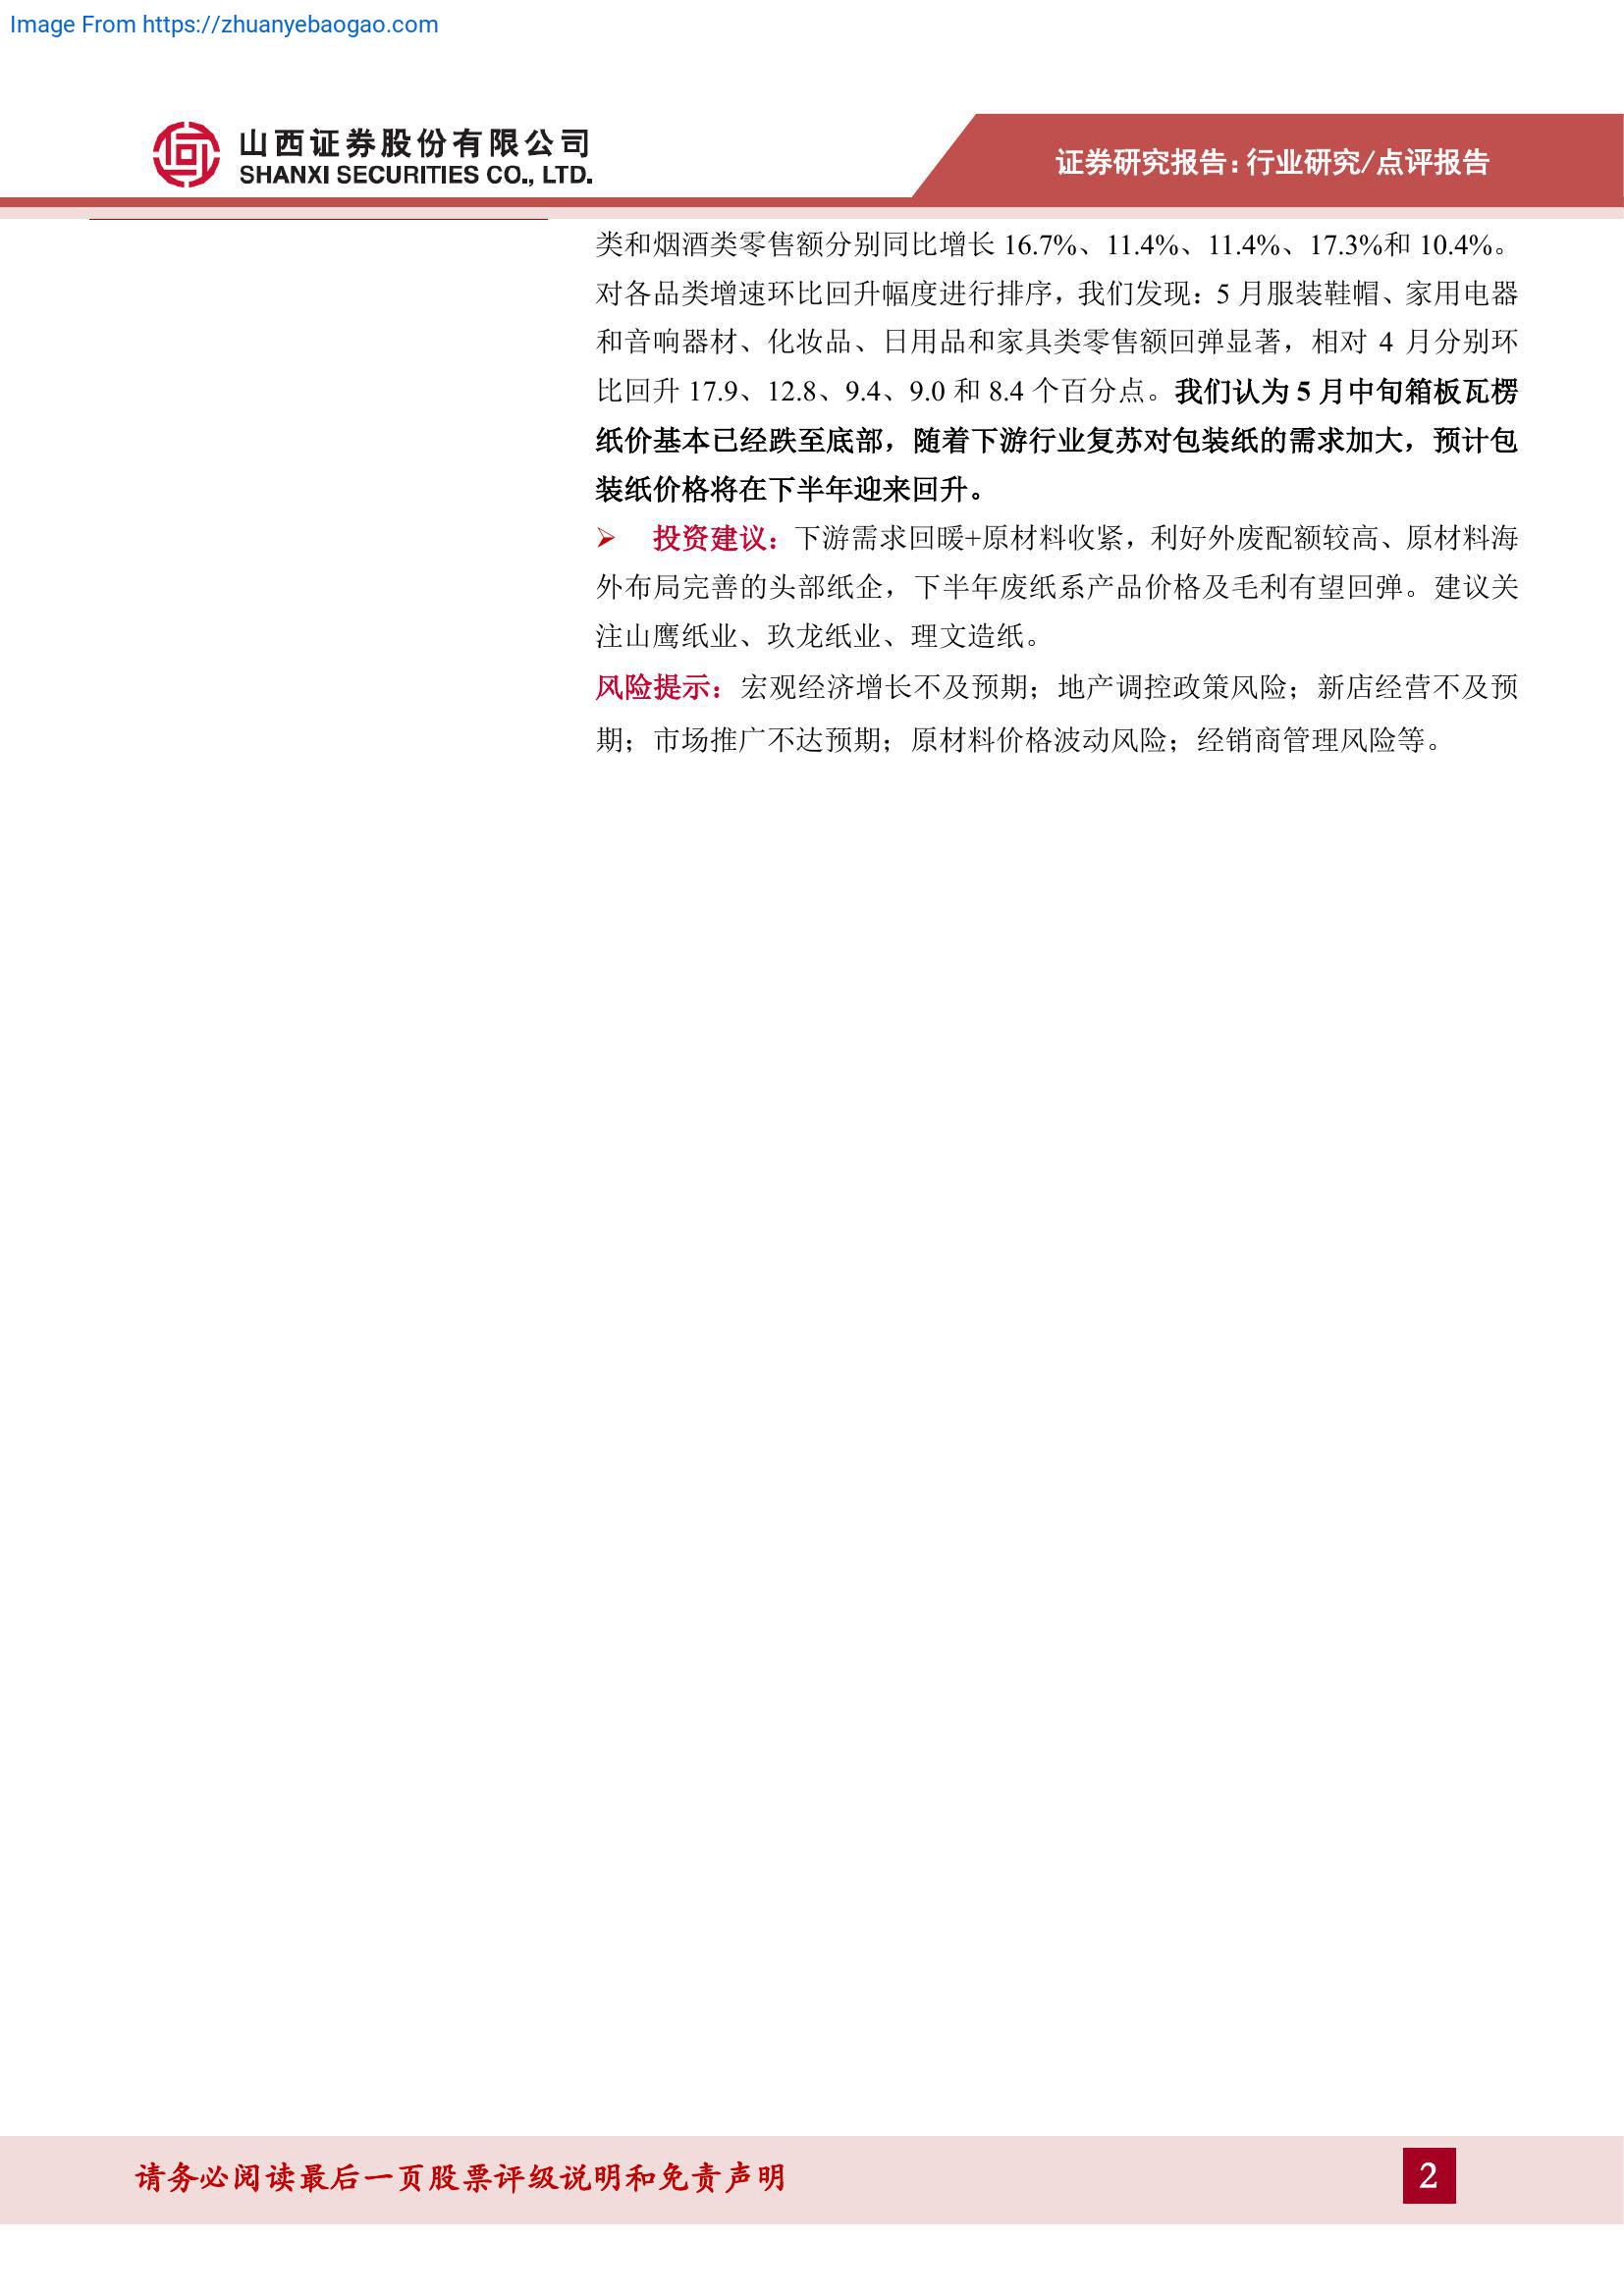 Image From https://zhuanyebaogao.com
山西证券股份有限公司
SHANXI SECURITIES CO., LTD.
证券研究报告：行业研究/点评报告
类和烟酒类零售额分别同比增长 16.7%、11.4%、11.4%、17.3%和 10.4%。
对各品类增速环比回升幅度进行排序，我们发现：5 月服装鞋帽、家用电器
和音响器材、化妆品、日用品和家具类零售额回弹显著，相对 4 月分别环
比回升 17.9、12.8、9.4、9.0 和 8.4 个百分点。我们认为 5 月中旬箱板瓦楞
纸价基本已经跌至底部，随着下游行业复苏对包装纸的需求加大，预计包
装纸价格将在下半年迎来回升。
➢ 投资建议：下游需求回暖+原材料收紧，利好外废配额较高、原材料海
外布局完善的头部纸企，下半年废纸系产品价格及毛利有望回弹。建议关
注山鹰纸业、玖龙纸业、理文造纸。
风险提示：宏观经济增长不及预期；地产调控政策风险；新店经营不及预
期；市场推广不达预期；原材料价格波动风险；经销商管理风险等。
请务必阅读最后一页股票评级说明和免责声明
2